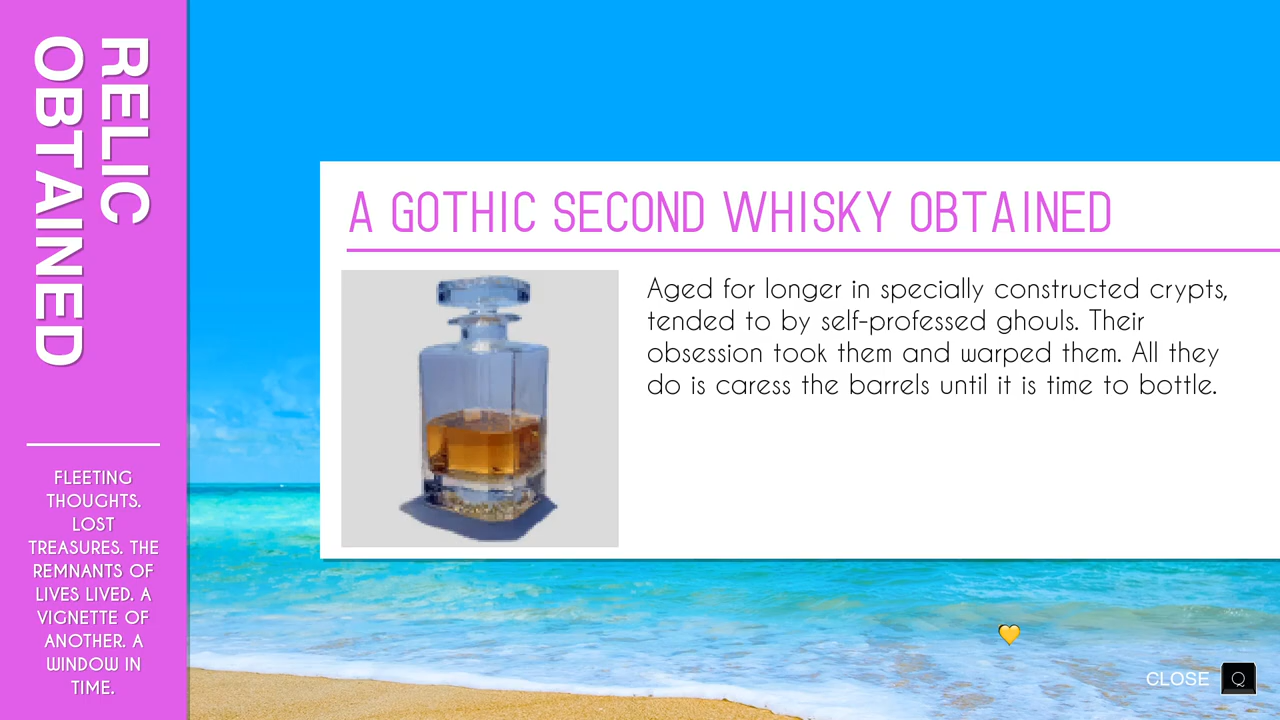 RELIC
OBTAINED
FLEETING
THOUGHTS.
LOST
TREASURES. THE
REMNANTS OF
LIVES LIVED. A
VIGNETTE OF
ANOTHER. A
WINDOW IN
TIME.
A GOTHIC SECOND WHISKY OBTAINED
Aged for longer in specially constructed crypts,
tended to by self-professed ghouls. Their
obsession took them and warped them. All they
do is caress the barrels until it is time to bottle.
CLOSE Q